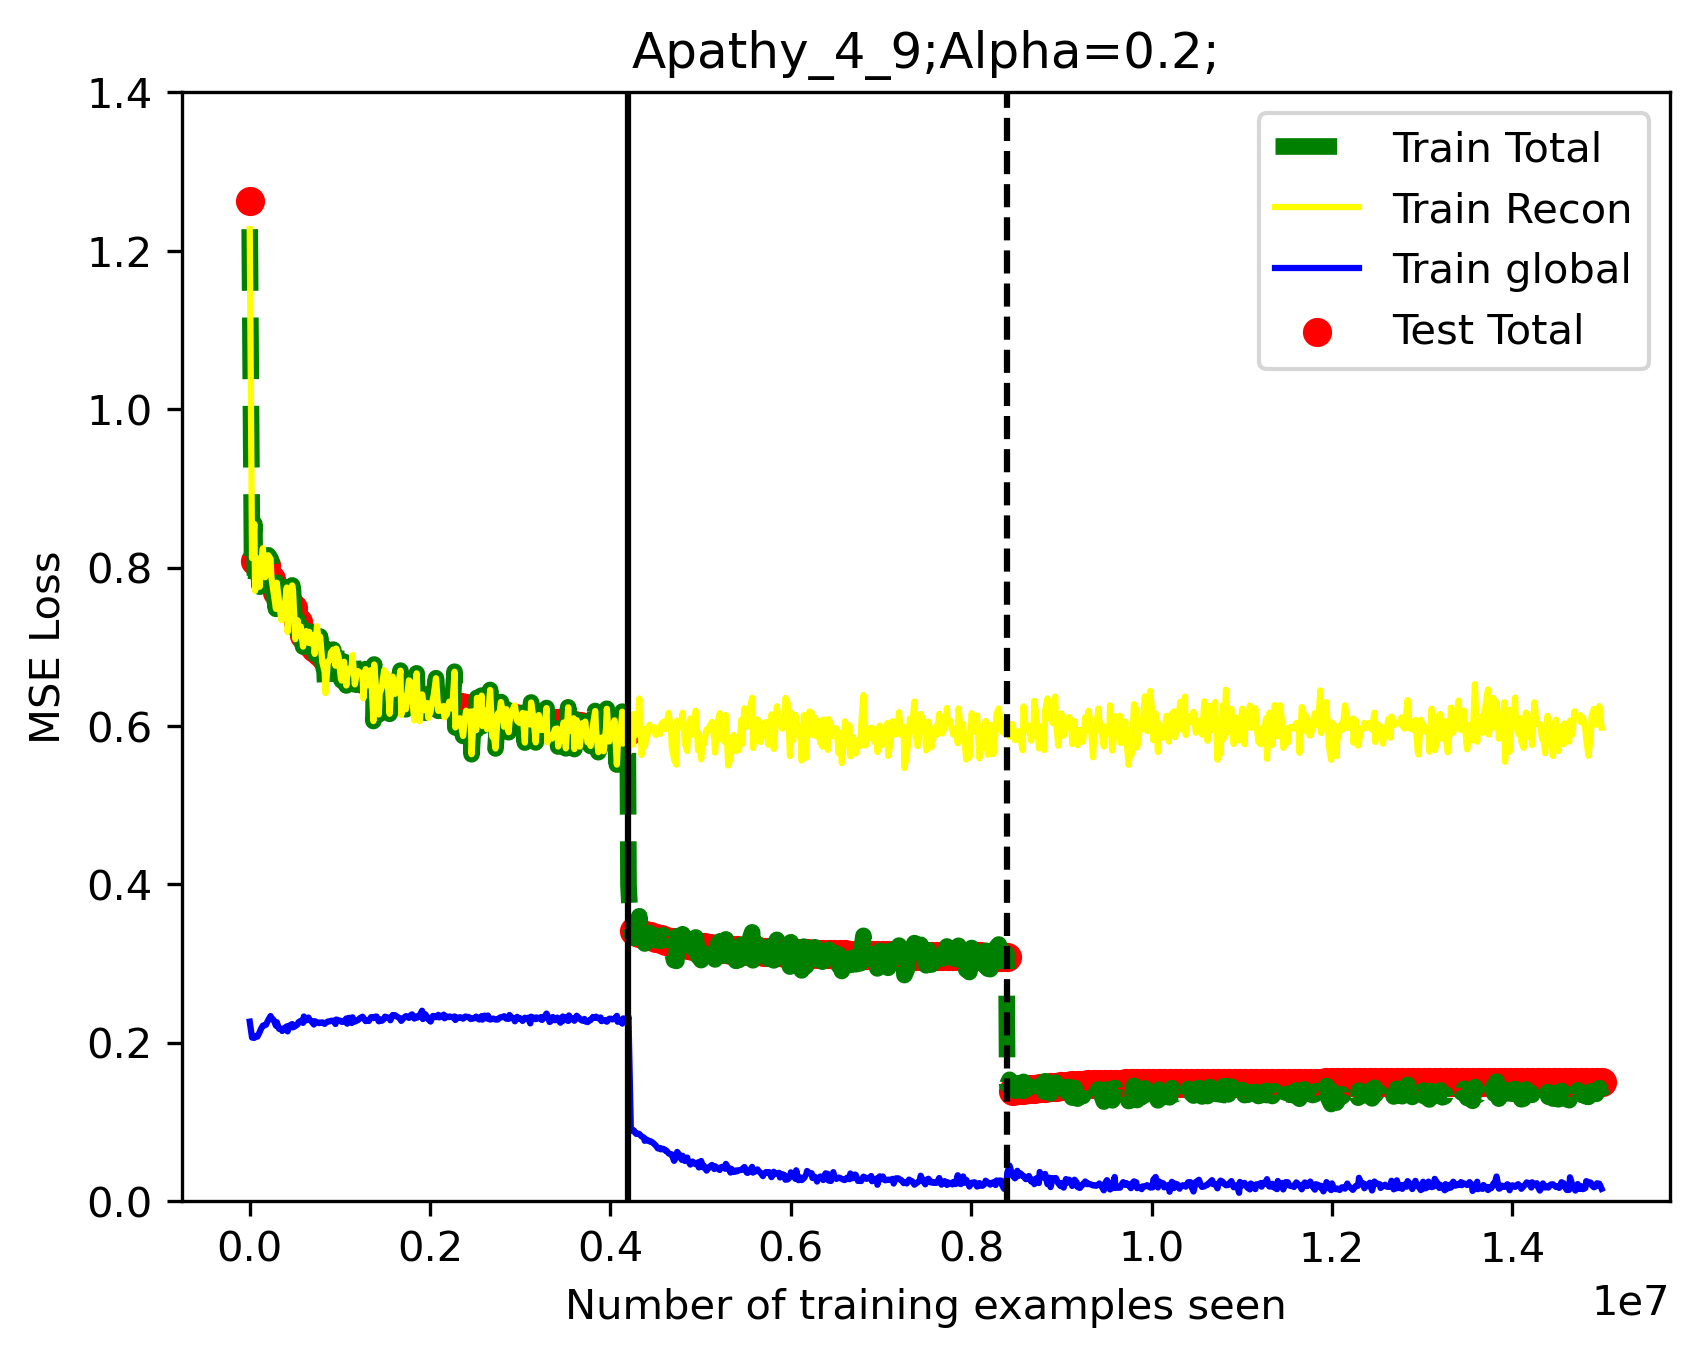 Apathy_4_9;Alpha=0.2;
MSE Loss
1.4
1.2
1.0
0.8
0.6
0.4
0.2
0.0
Train Total
Train Recon
Train global
Test Total
0.0 0.2 0.4 0.6 0.8 1.0 1.2 1.4
1e7
Number of training examples seen